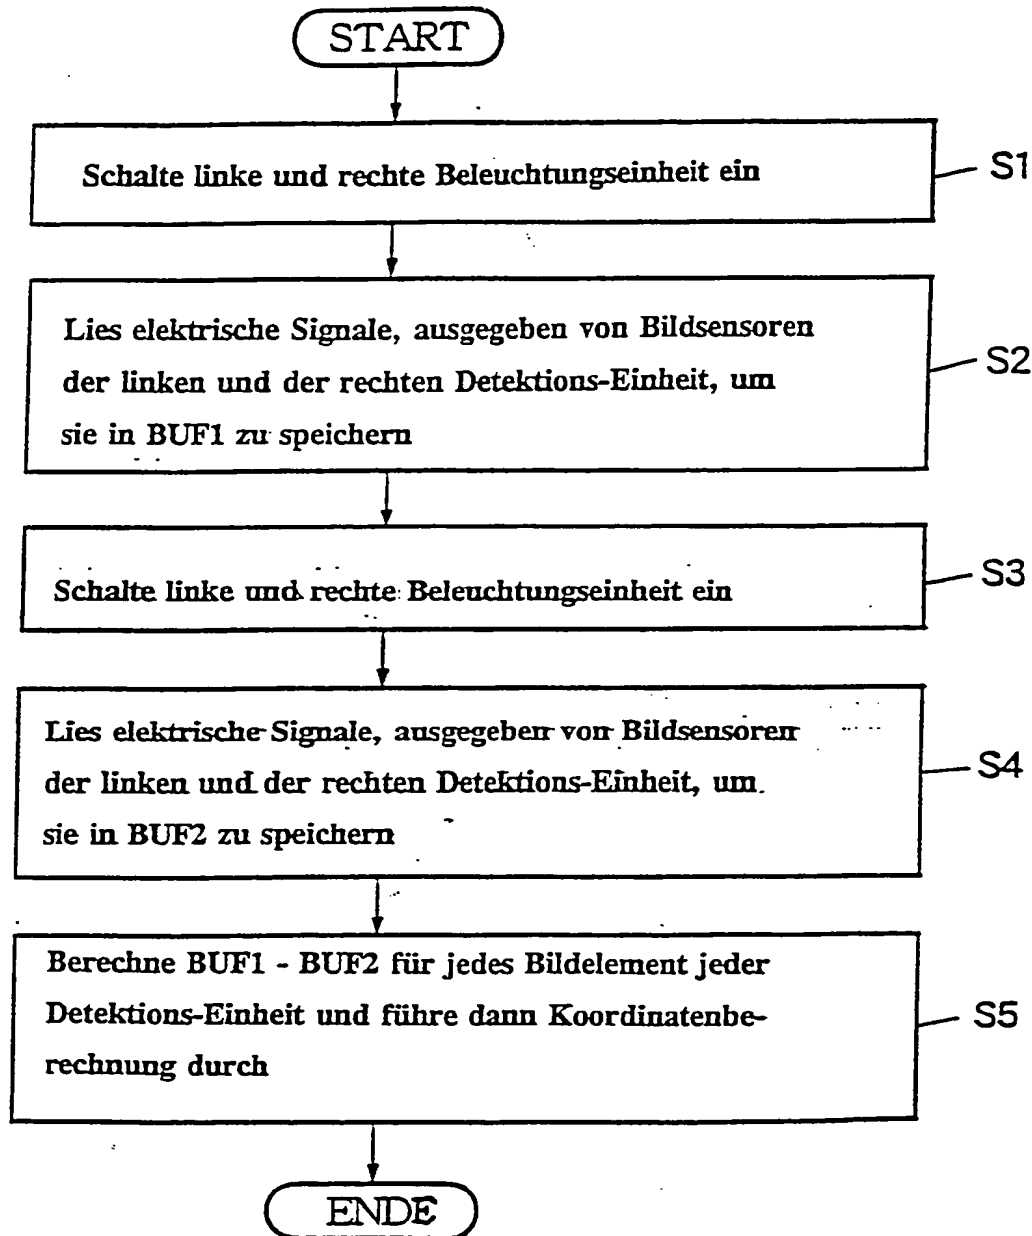 START
Schalte linke und rechte Beleuchtungseinheit ein
S1
Lies elektrische Signale, ausgegeben von Bildsensoren
der linken und der rechten Detektions-Einheit, um
sie in BUF1 zu speichern
S2
Schalte linke und rechte Beleuchtungseinheit ein
S3
Lies elektrische Signale, ausgegeben von Bildsensoren
der linken und der rechten Detektions-Einheit, um
sie in BUF2 zu speichern
S4
Berechne BUF1 - BUF2 für jedes Bildelement jeder
Detektions-Einheit und führe dann Koordinatenbe-
rechnung durch
S5
ENDE